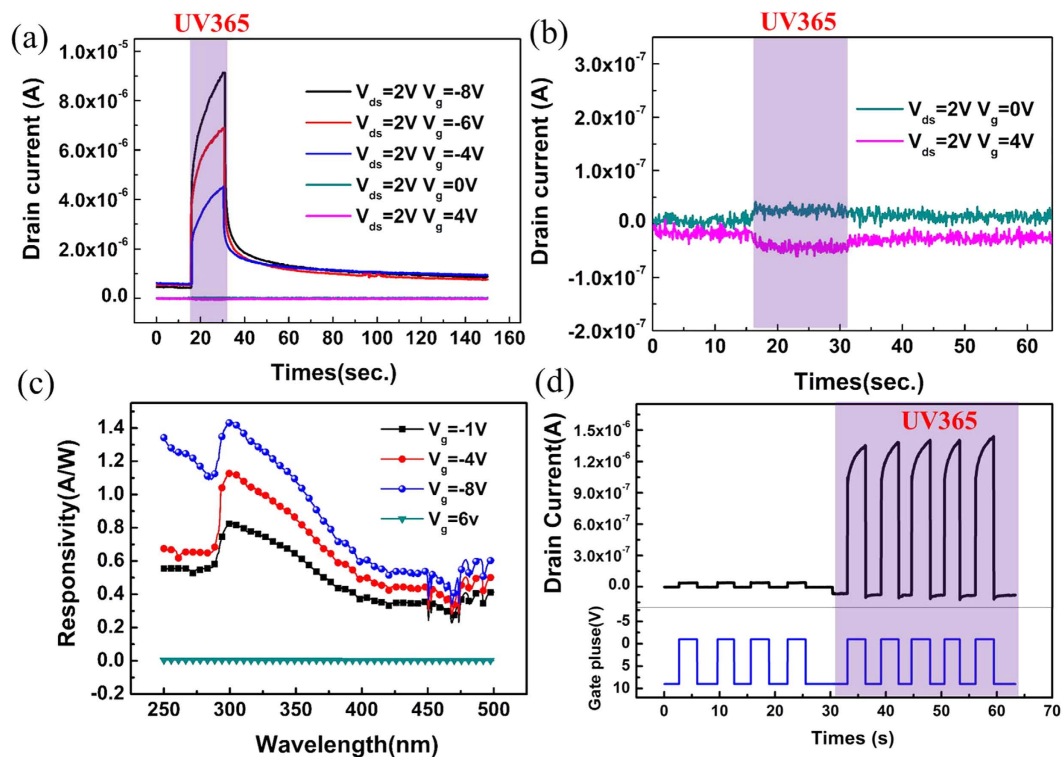 (a)
UV365
1.0x10⁻⁵
8.0x10⁻⁶
6.0x10⁻⁶
4.0x10⁻⁶
2.0x10⁻⁶
0.0
Drain current (A)
V_ds=2V V_g=-8V
V_ds=2V V_g=-6V
V_ds=2V V_g=-4V
V_ds=2V V_g=0V
V_ds=2V V_g=4V
0 20 40 60 80 100 120 140 160
Times(sec.)
(b)
UV365
3.0x10⁻⁷
2.0x10⁻⁷
1.0x10⁻⁷
0.0
-1.0x10⁻⁷
-2.0x10⁻⁷
Drain current (A)
V_ds=2V V_g=0V
V_ds=2V V_g=4V
0 10 20 30 40 50 60
Times(sec.)
(c)
1.4
1.2
1.0
0.8
0.6
0.4
0.2
0.0
-0.2
Responsivity(A/W)
V_g=-1V
V_g=-4V
V_g=-8V
V_g=6v
250 300 350 400 450 500
Wavelength(nm)
(d)
UV365
1.5x10⁻⁶
1.2x10⁻⁶
9.0x10⁻⁷
6.0x10⁻⁷
3.0x10⁻⁷
0.0
Drain Current(A)
-5
0
5
10
Gate pluse(V)
0 10 20 30 40 50 60 70
Times (s)